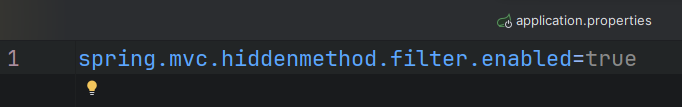 application.properties
1 spring.mvc.hiddenmethod.filter.enabled=true